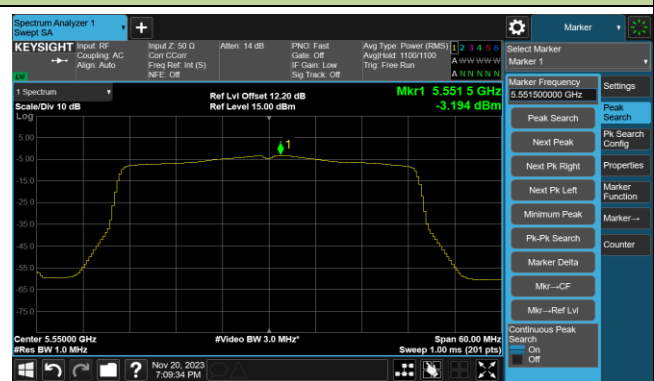 Spectrum Analyzer 1
Swept SA
+
Marker
KEYSIGHT
Input: RF
Coupling: AC
Align: Auto
Input Z: 50 Ω
Corr CCorr
Freq Ref: Int (S)
NFE: Off
Atten: 14 dB
PNO: Fast
Gate: Off
IF Gain: Low
Sig Track: Off
Avg Type: Power (RMS)
Avg|Hold: 1100/1100
Trig: Free Run
1 2 3 4 5 6
A W W W W W
A N N N N N
LV
Select Marker
Marker 1
1 Spectrum
Scale/Div 10 dB
Log
Ref Lvl Offset 12.20 dB
Ref Level 15.00 dBm
Mkr1 5.551 5 GHz
-3.194 dBm
1
5.00
-5.00
-15.0
-25.0
-35.0
-45.0
-55.0
-65.0
-75.0
Center 5.55000 GHz
#Res BW 1.0 MHz
#Video BW 3.0 MHz*
Span 60.00 MHz
Sweep 1.00 ms (201 pts)
Marker Frequency
5.551500000 GHz
Peak Search
Next Peak
Next Pk Right
Next Pk Left
Minimum Peak
Pk-Pk Search
Marker Delta
Mkr→CF
Mkr→Ref Lvl
Continuous Peak
Search
On
Off
Settings
Peak
Search
Pk Search
Config
Properties
Marker
Function
Marker→
Counter
?
Nov 20, 2023
7:09:34 PM